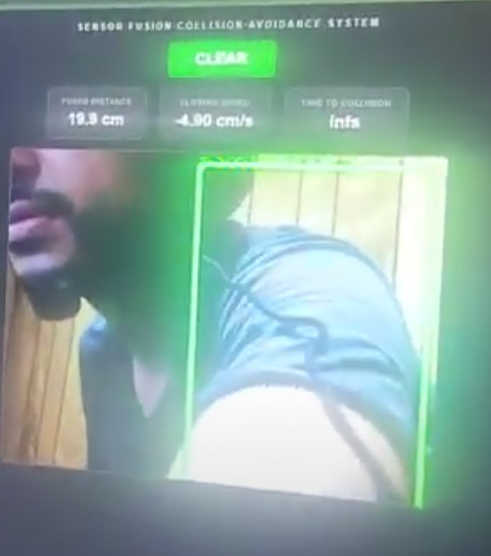 SENSOR FUSION COLLISION AVOIDANCE SYSTEM
CLEAR
FUSED DISTANCE
19.9 cm
CLOSING SPEED
-4.90 cm/s
TIME TO COLLISION
infs